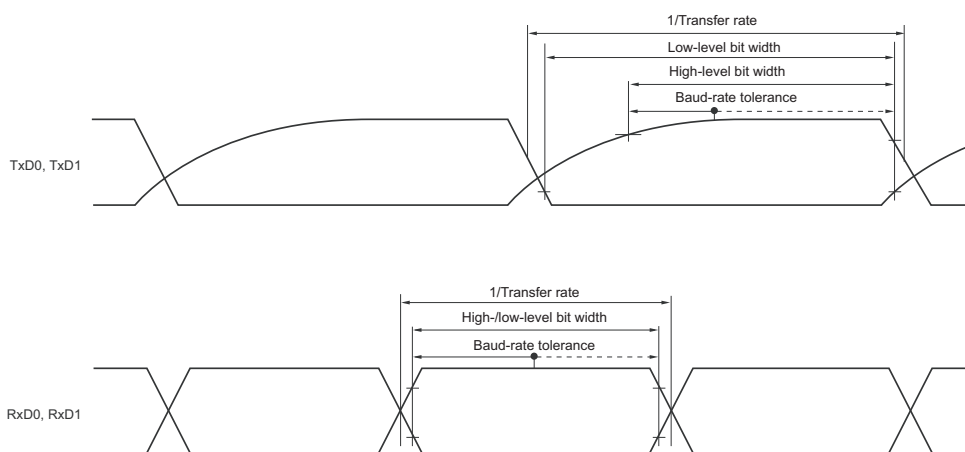 1/Transfer rate
Low-level bit width
High-level bit width
Baud-rate tolerance
TxD0, TxD1
1/Transfer rate
High-/low-level bit width
Baud-rate tolerance
RxD0, RxD1